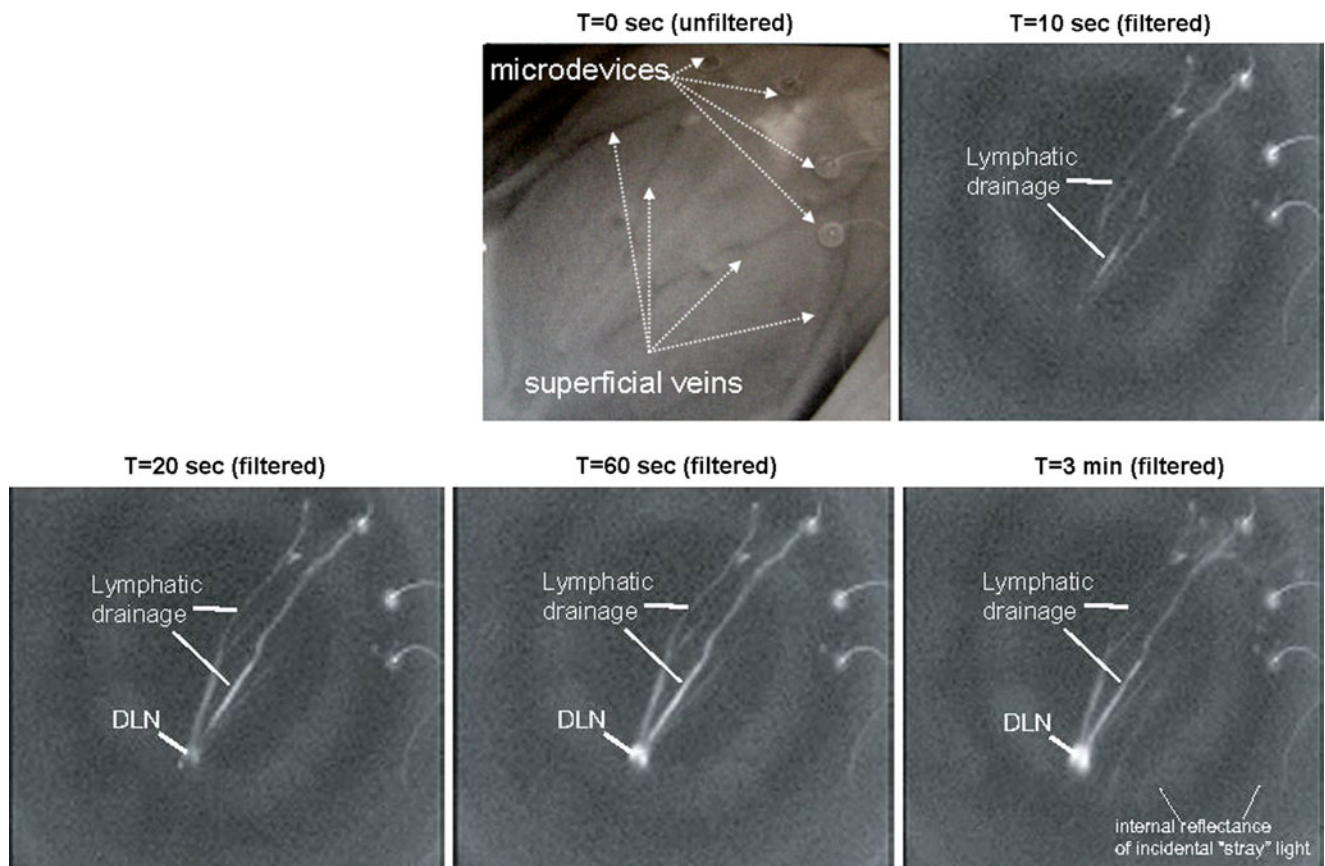 T=0 sec (unfiltered)
T=10 sec (filtered)
microdevices
superficial veins
Lymphatic
drainage
T=20 sec (filtered)
T=60 sec (filtered)
T=3 min (filtered)
Lymphatic
drainage
DLN
Lymphatic
drainage
DLN
Lymphatic
drainage
DLN
internal reflectance
of incidental "stray" light